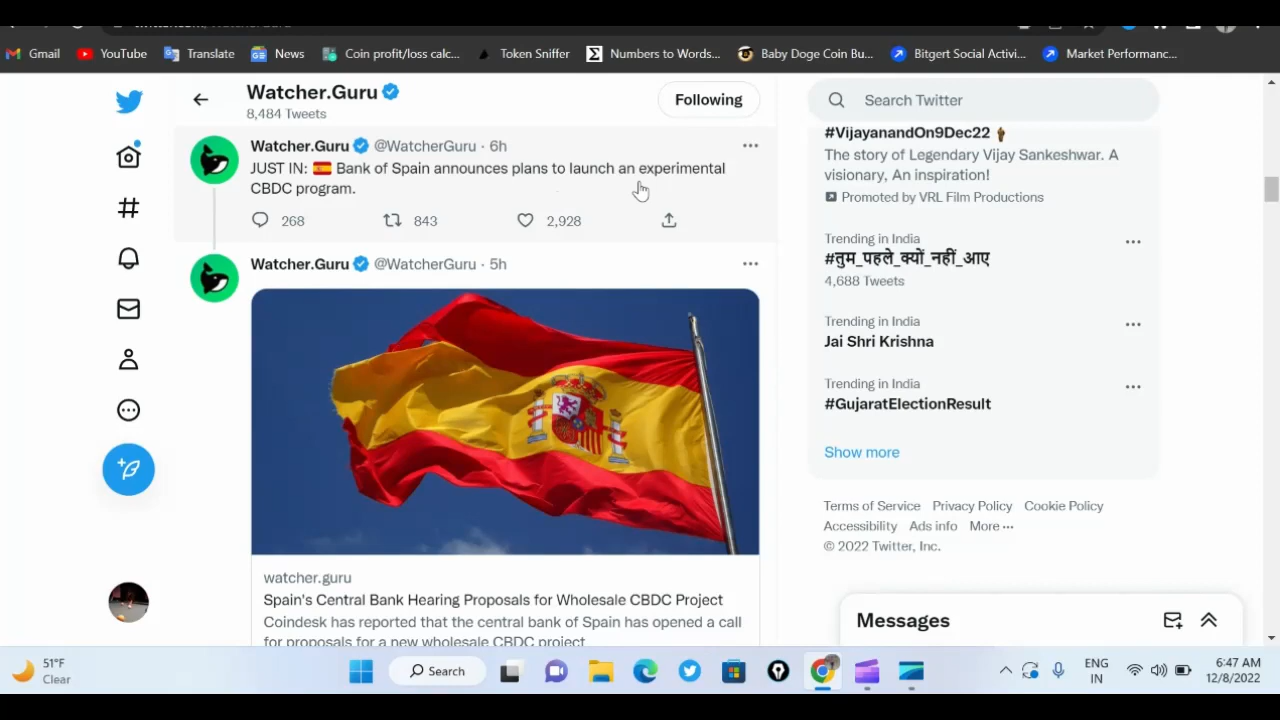 Gmail
YouTube
Translate
News
Coin profit/loss calc...
Token Sniffer
Numbers to Words...
Baby Doge Coin Bu...
Bitgert Social Activi...
Market Performanc...
Watcher.Guru
8,484 Tweets
Following
Watcher.Guru @WatcherGuru · 6h
JUST IN: 🇪🇸 Bank of Spain announces plans to launch an experimental
CBDC program.
268 843 2,928
Watcher.Guru @WatcherGuru · 5h
watcher.guru
Spain's Central Bank Hearing Proposals for Wholesale CBDC Project
Coindesk has reported that the central bank of Spain has opened a call
for proposals for a new wholesale CBDC project
Search Twitter
#VijayanandOn9Dec22
The story of Legendary Vijay Sankeshwar. A
visionary, An inspiration!
Promoted by VRL Film Productions
Trending in India
#तुम_पहले_क्यों_नहीं_आए
4,688 Tweets
Trending in India
Jai Shri Krishna
Trending in India
#GujaratElectionResult
Show more
Terms of Service Privacy Policy Cookie Policy
Accessibility Ads info More ···
© 2022 Twitter, Inc.
Messages
51°F
Clear
Search
ENG
IN
6:47 AM
12/8/2022